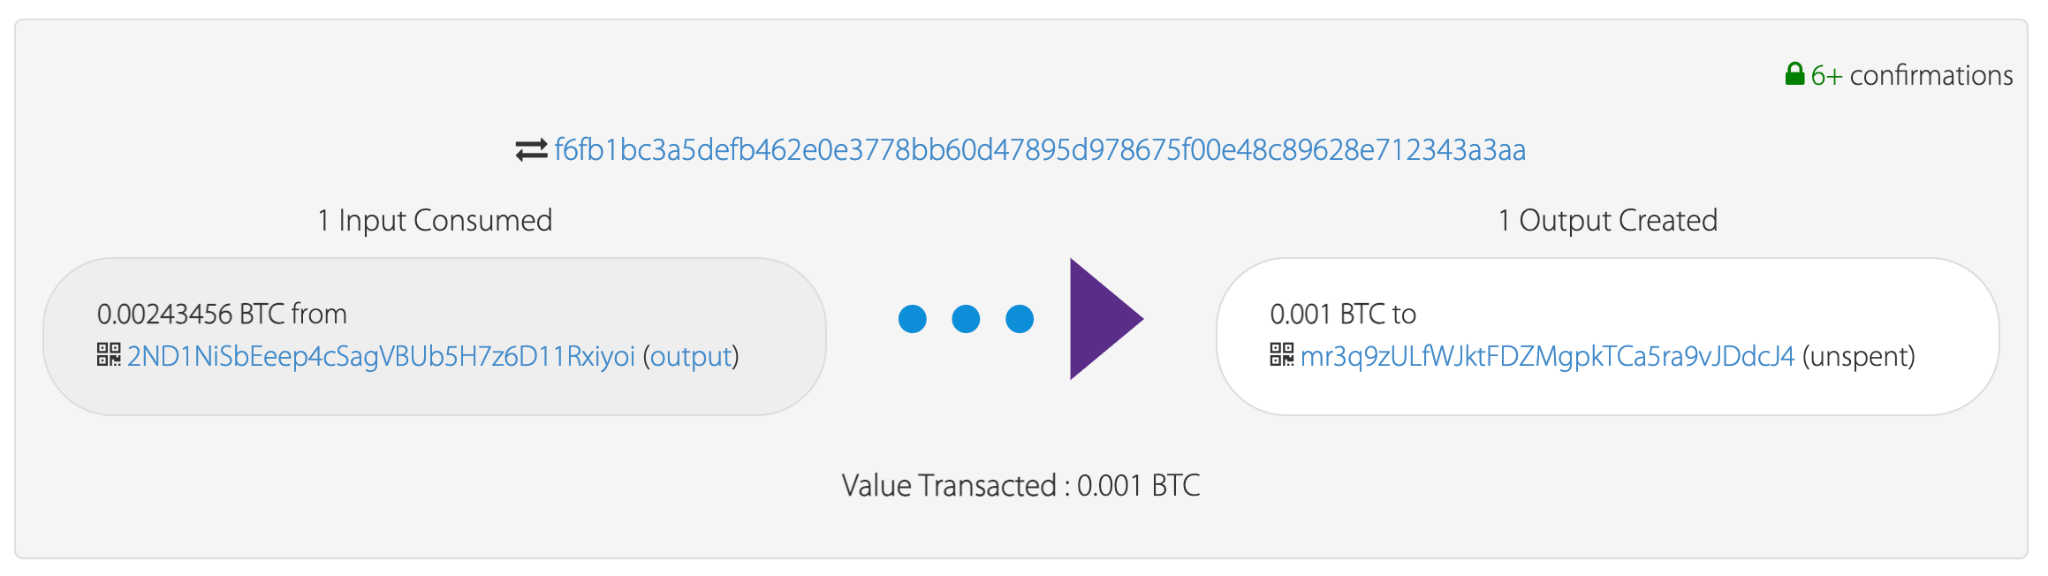 6+ confirmations
f6fb1bc3a5defb462e0e3778bb60d47895d978675f00e48c89628e712343a3aa
1 Input Consumed
1 Output Created
0.00243456 BTC from
2ND1NiSbEeep4cSagVBUb5H7z6D11Rxiyoi (output)
0.001 BTC to
mr3q9zULfWJktFDZMgpkTCa5ra9vJDdcJ4 (unspent)
Value Transacted : 0.001 BTC